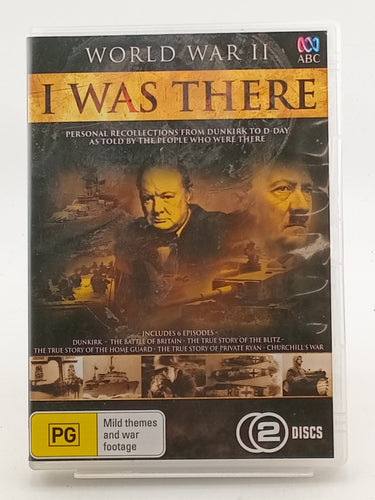 WORLD WAR II
ABC
I WAS THERE
PERSONAL RECOLLECTIONS FROM DUNKIRK TO D-DAY
AS TOLD BY THE PEOPLE WHO WERE THERE
- INCLUDES 6 EPISODES -
DUNKIRK - THE BATTLE OF BRITAIN - THE TRUE STORY OF THE BLITZ -
THE TRUE STORY OF THE HOME GUARD - THE TRUE STORY OF PRIVATE RYAN - CHURCHILL'S WAR
PG
Mild themes
and war
footage
2 DISCS